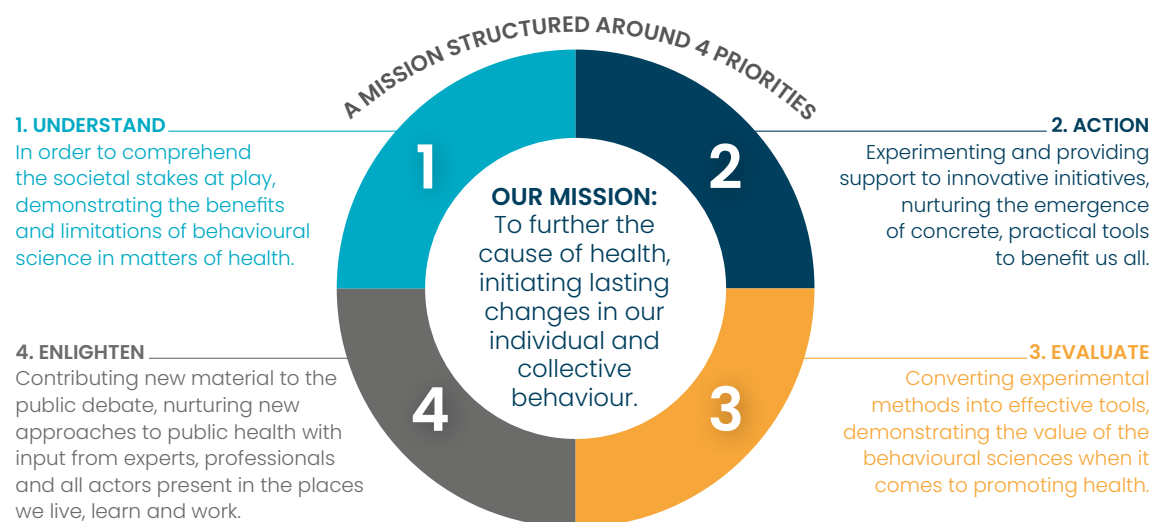 A MISSION STRUCTURED AROUND 4 PRIORITIES
1. UNDERSTAND
In order to comprehend
the societal stakes at play,
demonstrating the benefits
and limitations of behavioural
science in matters of health.
1
2
2. ACTION
Experimenting and providing
support to innovative initiatives,
nurturing the emergence
of concrete, practical tools
to benefit us all.
OUR MISSION:
To further the
cause of health,
initiating lasting
changes in our
individual and
collective
behaviour.
4. ENLIGHTEN
Contributing new material to the
public debate, nurturing new
approaches to public health with
input from experts, professionals
and all actors present in the places
we live, learn and work.
4
3
3. EVALUATE
Converting experimental
methods into effective tools,
demonstrating the value of the
behavioural sciences when it
comes to promoting health.